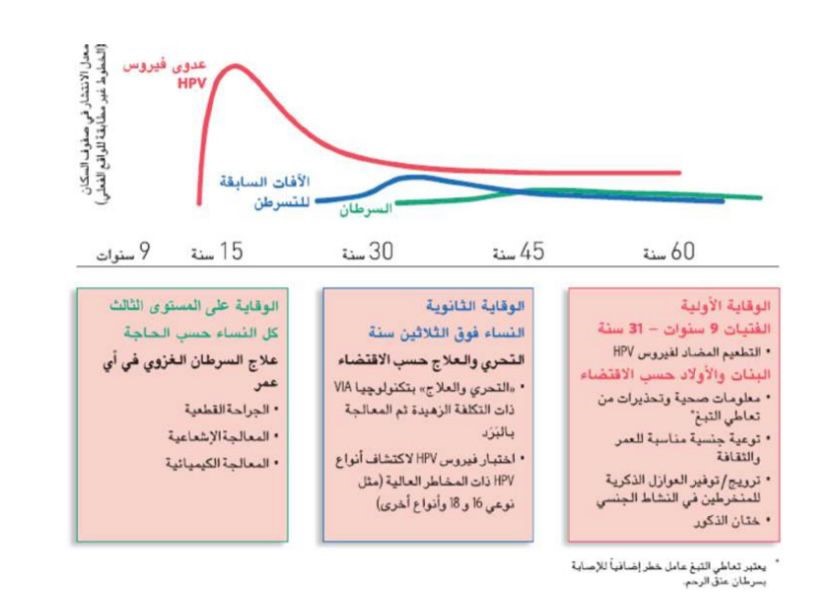 معدل الانتشار في صفوف السكان
(الخطوط غير مطابقة للواقع الفعلي)
عدوى فيروس
HPV
الآفات السابقة
للتسرطن
السرطان
9 سنوات
15 سنة
30 سنة
45 سنة
60 سنة
الوقاية الأولية
الفتيات 9 سنوات – 31 سنة
• التطعيم المضاد لفيروس HPV
البنات والأولاد حسب الاقتضاء
• معلومات صحية وتحذيرات من
تعاطي التبغ*
• توعية جنسية مناسبة للعمر
والثقافة
• ترويج/توفير العوازل الذكرية
للمنخرطين في النشاط الجنسي
• ختان الذكور
الوقاية الثانوية
النساء فوق الثلاثين سنة
التحري والعلاج حسب الاقتضاء
• «التحري والعلاج» بتكنولوجيا VIA
ذات التكلفة الزهيدة ثم المعالجة
بالبَرَد
• اختبار فيروس HPV لاكتشاف أنواع
HPV ذات المخاطر العالية (مثل
نوعي 16 و 18 وأنواع أخرى)
الوقاية على المستوى الثالث
كل النساء حسب الحاجة
علاج السرطان الغزوي في أي
عمر
• الجراحة القطعية
• المعالجة الإشعاعية
• المعالجة الكيميائية
* يعتبر تعاطي التبغ عامل خطر إضافياً للإصابة
بسرطان عنق الرحم.